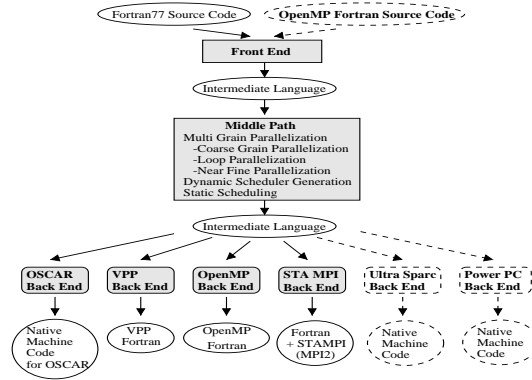 Fortran77 Source Code
OpenMP Fortran Source Code
Front End
Intermediate Language
Middle Path
Multi Grain Parallelization
-Coarse Grain Parallelization
-Loop Parallelization
-Near Fine Parallelization
Dynamic Scheduler Generation
Static Scheduling
Intermediate Language
OSCAR
Back End
VPP
Back End
OpenMP
Back End
STA MPI
Back End
Ultra Sparc
Back End
Power PC
Back End
Native
Machine
Code
for OSCAR
VPP
Fortran
OpenMP
Fortran
Fortran
+ STAMPI
(MPI2)
Native
Machine
Code
Native
Machine
Code